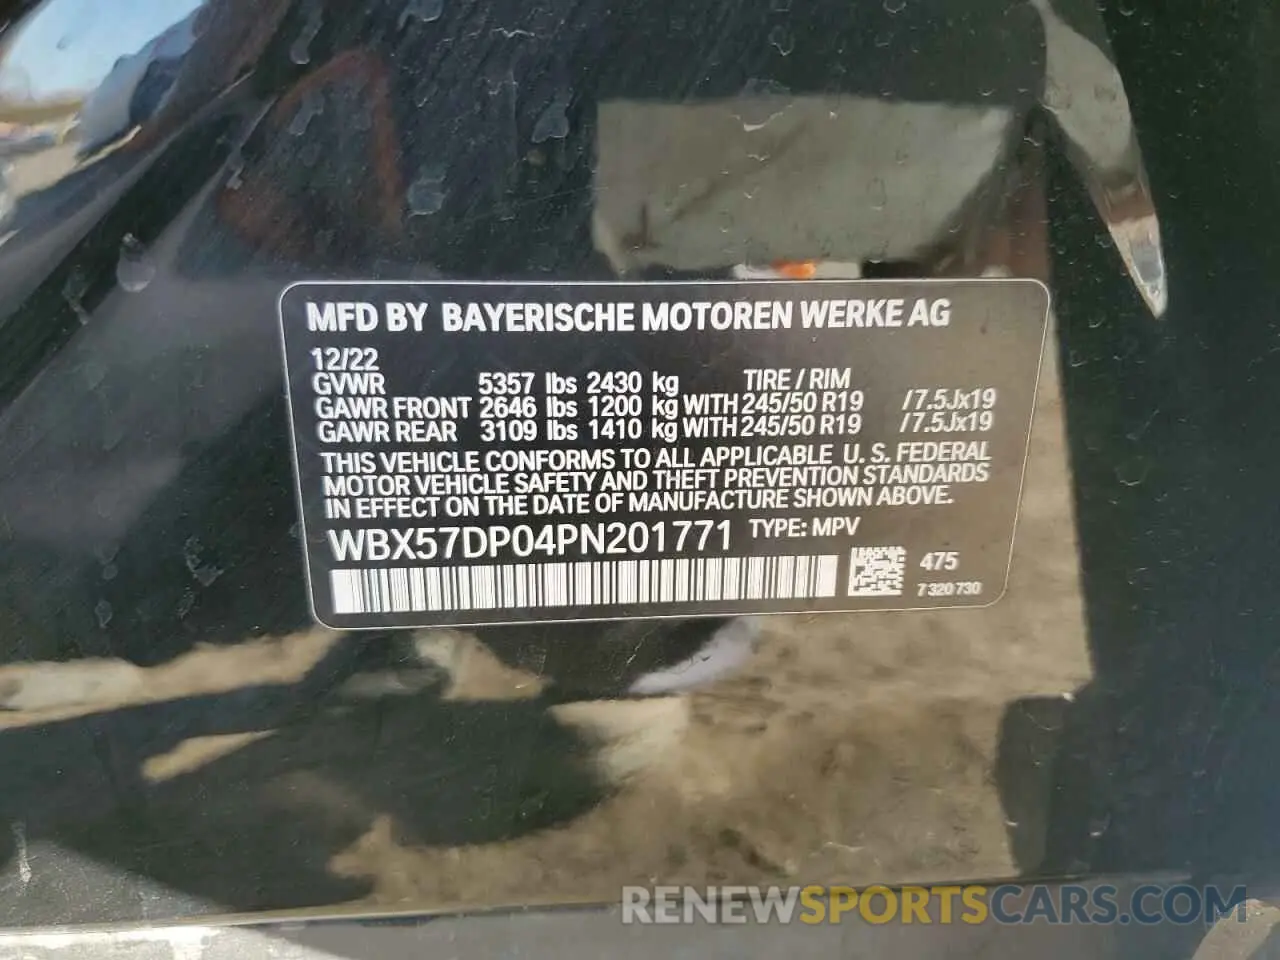 MFD BY BAYERISCHE MOTOREN WERKE AG
12/22
GVWR 5357 lbs 2430 kg TIRE / RIM
GAWR FRONT 2646 lbs 1200 kg WITH 245/50 R19 /7.5Jx19
GAWR REAR 3109 lbs 1410 kg WITH 245/50 R19 /7.5Jx19
THIS VEHICLE CONFORMS TO ALL APPLICABLE U. S. FEDERAL
MOTOR VEHICLE SAFETY AND THEFT PREVENTION STANDARDS
IN EFFECT ON THE DATE OF MANUFACTURE SHOWN ABOVE.
WBX57DP04PN201771 TYPE: MPV
475
7 320 730
RENEWSPORTSCARS.COM